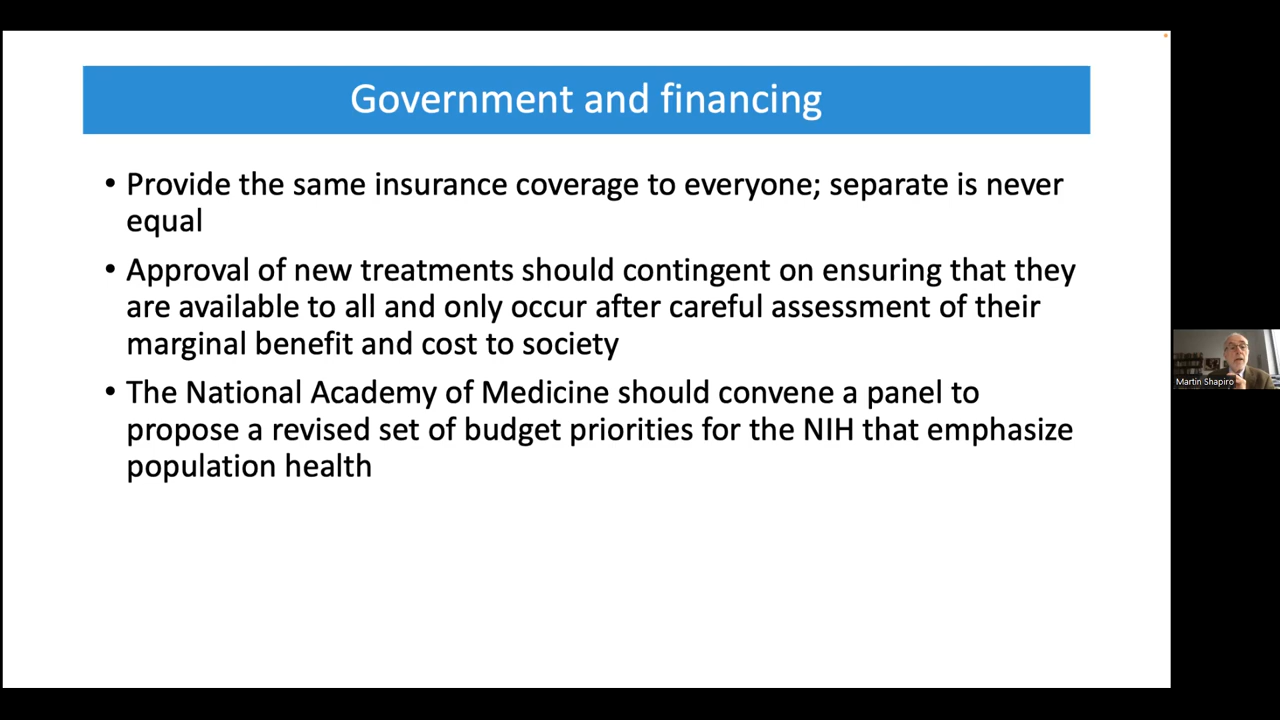 Government and financing
• Provide the same insurance coverage to everyone; separate is never
equal
• Approval of new treatments should contingent on ensuring that they
are available to all and only occur after careful assessment of their
marginal benefit and cost to society
• The National Academy of Medicine should convene a panel to
propose a revised set of budget priorities for the NIH that emphasize
population health
Martin Shapiro